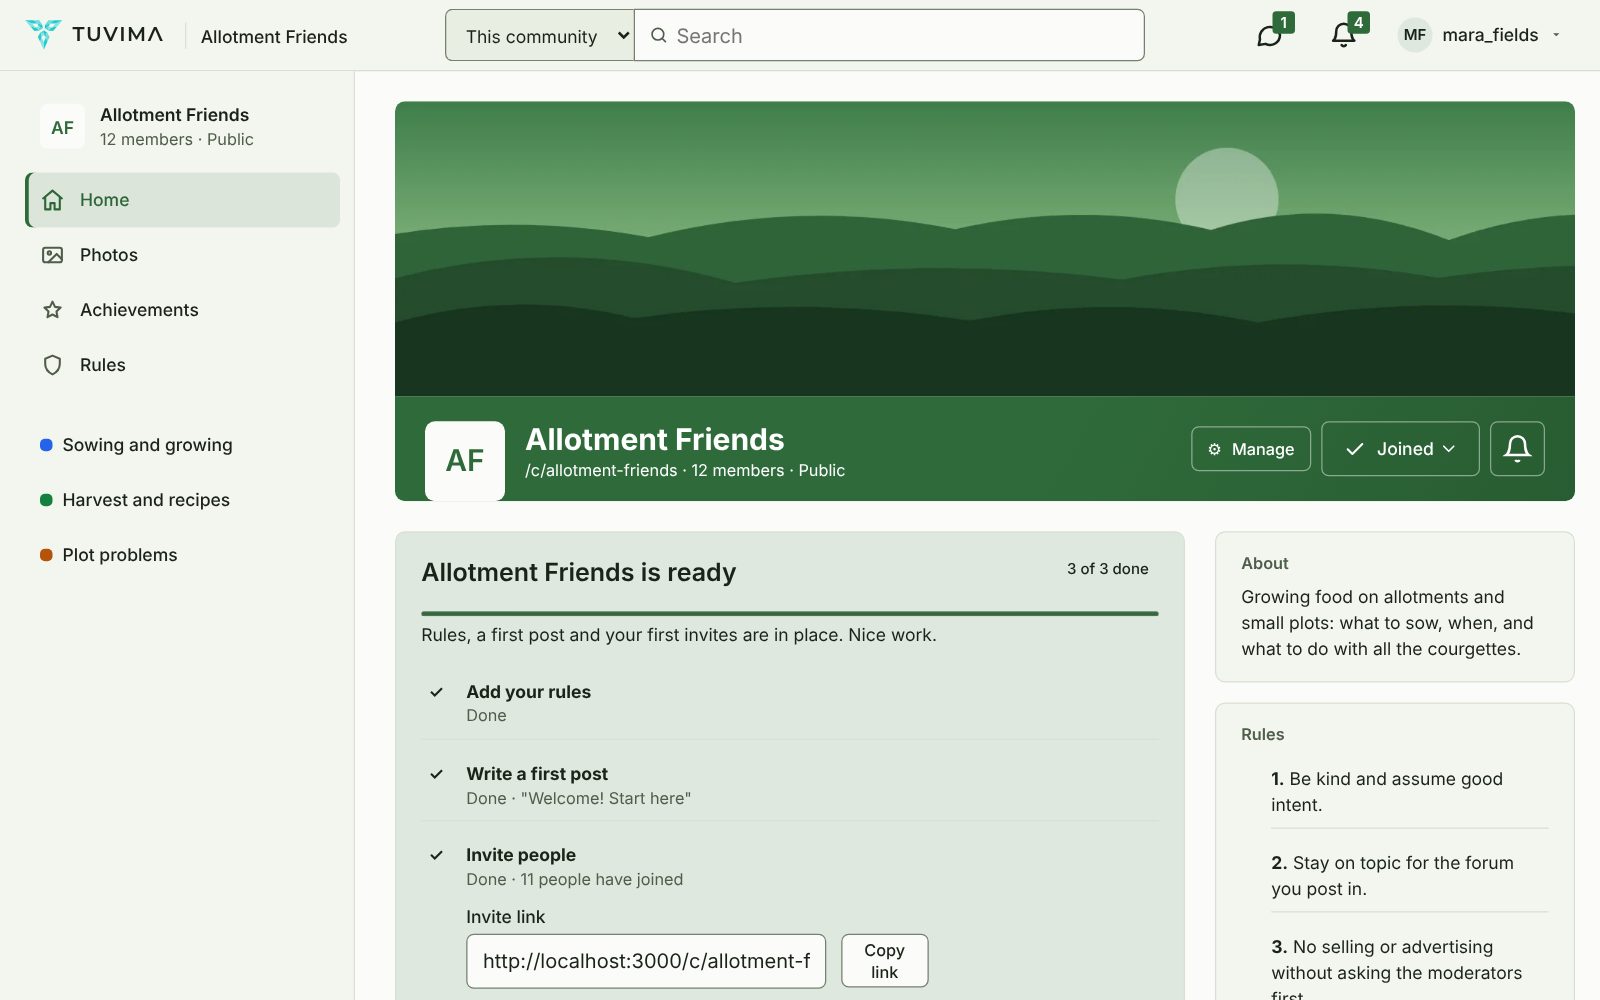 TUVIMA
Allotment Friends
This community
Search
1
4
MF
mara_fields
AF
Allotment Friends
12 members · Public
Home
Photos
Achievements
Rules
Sowing and growing
Harvest and recipes
Plot problems
AF
Allotment Friends
/c/allotment-friends · 12 members · Public
Manage
Joined
Allotment Friends is ready
3 of 3 done
Rules, a first post and your first invites are in place. Nice work.
Add your rules
Done
Write a first post
Done · "Welcome! Start here"
Invite people
Done · 11 people have joined
Invite link
http://localhost:3000/c/allotment-f
Copy
link
About
Growing food on allotments and
small plots: what to sow, when, and
what to do with all the courgettes.
Rules
1. Be kind and assume good
intent.
2. Stay on topic for the forum
you post in.
3. No selling or advertising
without asking the moderators
first.